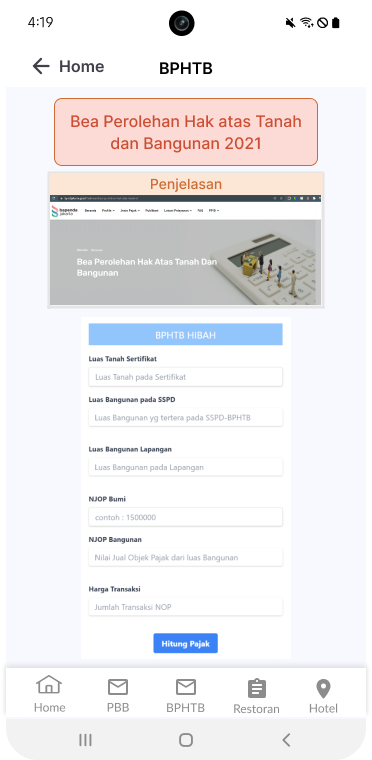 4:19
Home
BPHTB
Bea Perolehan Hak atas Tanah
dan Bangunan 2021
Penjelasan
bapenda
jakarta
Beranda Profile Jenis Pajak Publikasi Lokasi Pelayanan FAQ PPID
Bea Perolehan Hak Atas Tanah Dan
Bangunan
BPHTB HIBAH
Luas Tanah Sertifikat
Luas Tanah pada Sertifikat
Luas Bangunan pada SSPD
Luas Bangunan yg tertera pada SSPD-BPHTB
Luas Bangunan Lapangan
Luas Bangunan pada Lapangan
NJOP Bumi
contoh : 1500000
NJOP Bangunan
Nilai Jual Objek Pajak dari luas Bangunan
Harga Transaksi
Jumlah Transaksi NOP
Hitung Pajak
Home PBB BPHTB Restoran Hotel